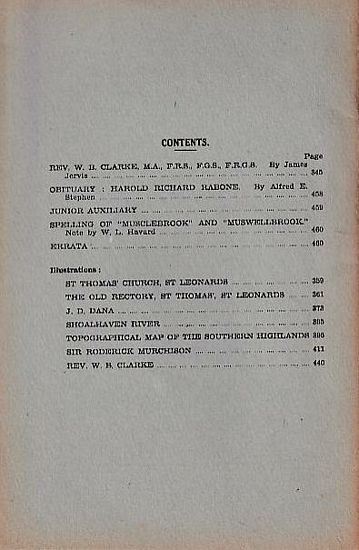 CONTENTS.
Page
REV. W. B. CLARKE, M.A., F.R.S., F.G.S., F.R.G.S. By James
Jervis ... 345
OBITUARY : HAROLD RICHARD RABONE. By Alfred E.
Stephen ... 458
JUNIOR AUXILIARY ... 459
SPELLING OF "MUSCLEBROOK" AND "MUSWELLBROOK"
Note by W. L. Havard ... 460
ERRATA ... 460
Illustrations :
ST THOMAS' CHURCH, ST LEONARDS ... 359
THE OLD RECTORY, ST THOMAS', ST LEONARDS ... 361
J. D. DANA ... 373
SHOALHAVEN RIVER ... 385
TOPOGRAPHICAL MAP OF THE SOUTHERN HIGHLANDS 395
SIR RODERICK MURCHISON ... 411
REV. W. B. CLARKE ... 440